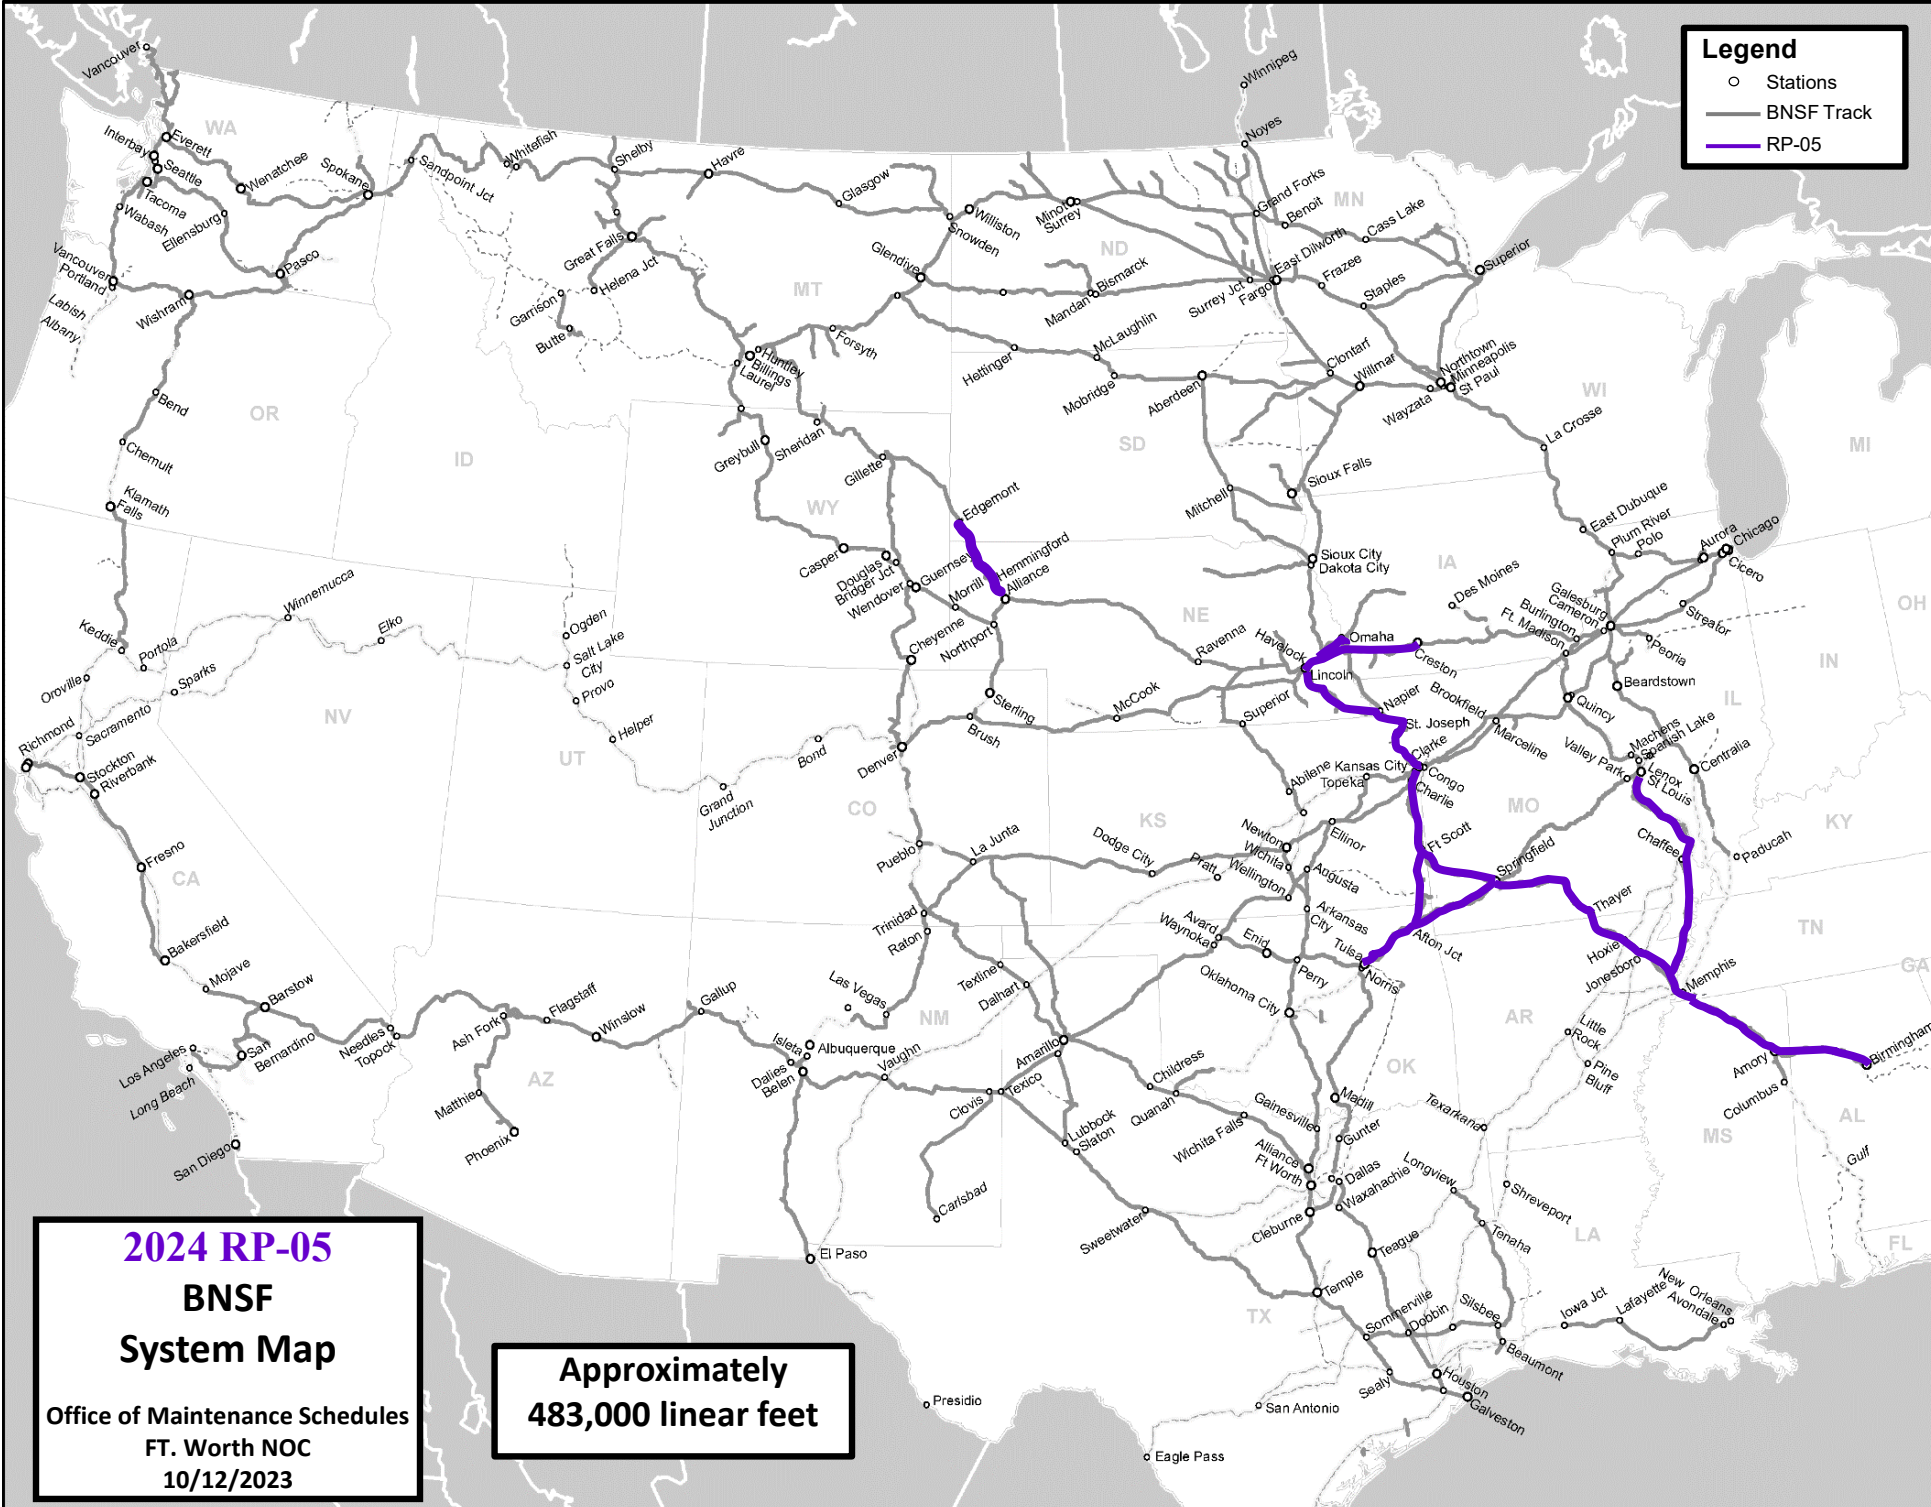 Legend
Stations
BNSF Track
RP-05
Vancouver
Winnipeg
Noyes
WA
Everett
Interbay
Seattle
Tacoma
Wabash
Wenatchee
Ellensburg
Spokane
Sandpoint Jct
Whitefish
Shelby
Havre
Glasgow
Williston
Snowden
Minot
Surrey
Grand Forks
Benoit
MN
Cass Lake
Superior
ND
Vancouver
Portland
Labish
Albany
Wishram
Pasco
Great Falls
Helena Jct
Garrison
Butte
MT
Glendive
Forsyth
Mandan
Bismarck
Surrey Jct
Fargo
East Dilworth
Frazee
Staples
Huntley
Billings
Laurel
Hettinger
McLaughlin
Mobridge
Aberdeen
Clontarf
Willmar
Wayzata
Northtown
Minneapolis
St Paul
WI
La Crosse
MI
Bend
OR
ID
Chemult
Klamath
Falls
Greybull
Sheridan
Gillette
SD
WY
Edgemont
Mitchell
Sioux Falls
East Dubuque
Plum River
Polo
Aurora
Chicago
Cicero
Casper
Douglas
Bridger Jct
Wendover
Guernsey
Morrill
Hemmingford
Alliance
Sioux City
Dakota City
IA
Des Moines
Galesburg
Cameron
Burlington
Ft. Madison
Streator
Peoria
OH
IN
Winnemucca
Elko
Keddie
Portola
Oroville
Sparks
Sacramento
Richmond
Stockton
Riverbank
NV
Ogden
Salt Lake
City
Provo
Helper
UT
Grand
Junction
Bond
Cheyenne
Northport
Sterling
Brush
Denver
CO
NE
Ravenna
McCook
Havelock
Omaha
Lincoln
Creston
Superior
Napier
Brookfield
St. Joseph
Marceline
Quincy
Beardstown
IL
Machens
Spanish Lake
Valley Park
Lenox
St Louis
Centralia
Abilene
Kansas City
Topeka
Clarke
Congo
Charlie
MO
KY
Fresno
CA
Bakersfield
Mojave
Barstow
Pueblo
La Junta
Dodge City
KS
Pratt
Newton
Wichita
Wellington
Ellinor
Augusta
Arkansas
City
Ft Scott
Springfield
Chaffee
Paducah
Thayer
TN
Trinidad
Raton
Avard
Waynoka
Enid
Perry
Tulsa
Norris
Afton Jct
Hoxie
Jonesboro
Memphis
GA
Los Angeles
Long Beach
San
Bernardino
San Diego
Needles
Topock
Ash Fork
Flagstaff
Winslow
Gallup
Matthie
Phoenix
AZ
Las Vegas
NM
Isleta
Albuquerque
Dalies
Belen
Vaughn
Texline
Dalhart
Amarillo
Clovis
Texico
Oklahoma City
OK
AR
Little
Rock
Pine
Bluff
Amory
Columbus
Birmingham
AL
MS
Gulf
Childress
Quanah
Wichita Falls
Gainesville
Madill
Gunter
Texarkana
Lubbock
Slaton
Alliance
Ft Worth
Dallas
Waxahachie
Longview
Shreveport
Carlsbad
Sweetwater
Cleburne
Teague
Tenaha
LA
FL
El Paso
Temple
TX
Sommerville
Dobbin
Silsbee
Iowa Jct
Lafayette
New Orleans
Avondale
Beaumont
Sealy
Houston
Galveston
San Antonio
Presidio
Eagle Pass
2024 RP-05
BNSF
System Map
Office of Maintenance Schedules
FT. Worth NOC
10/12/2023
Approximately
483,000 linear feet